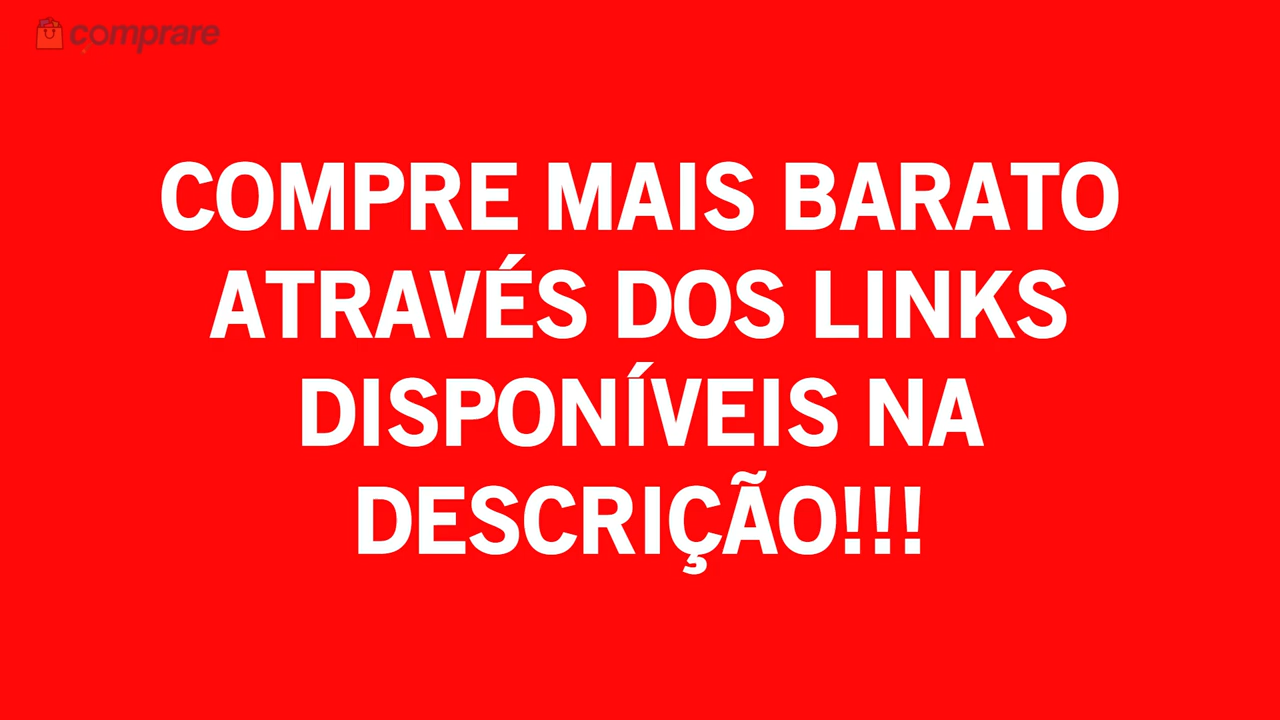 comprare
COMPRE MAIS BARATO
ATRAVÉS DOS LINKS
DISPONÍVEIS NA
DESCRIÇÃO!!!